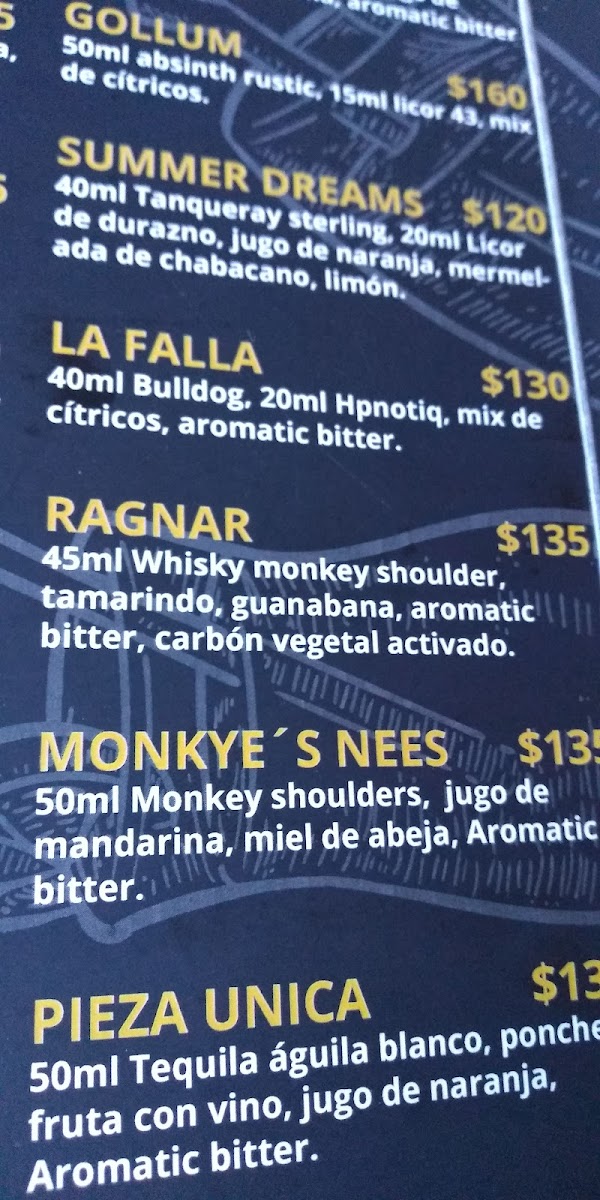 aromatic bitter
GOLLUM
$160
50ml absinth rustic, 15ml licor 43, mix
de cítricos.
SUMMER DREAMS $120
40ml Tanqueray sterling, 20ml Licor
de durazno, jugo de naranja, mermel-
ada de chabacano, limón.
LA FALLA $130
40ml Bulldog, 20ml Hpnotiq, mix de
cítricos, aromatic bitter.
RAGNAR $135
45ml Whisky monkey shoulder,
tamarindo, guanabana, aromatic
bitter, carbón vegetal activado.
MONKYE´S NEES $135
50ml Monkey shoulders, jugo de
mandarina, miel de abeja, Aromatic
bitter.
PIEZA UNICA $13
50ml Tequila águila blanco, ponche
fruta con vino, jugo de naranja,
Aromatic bitter.